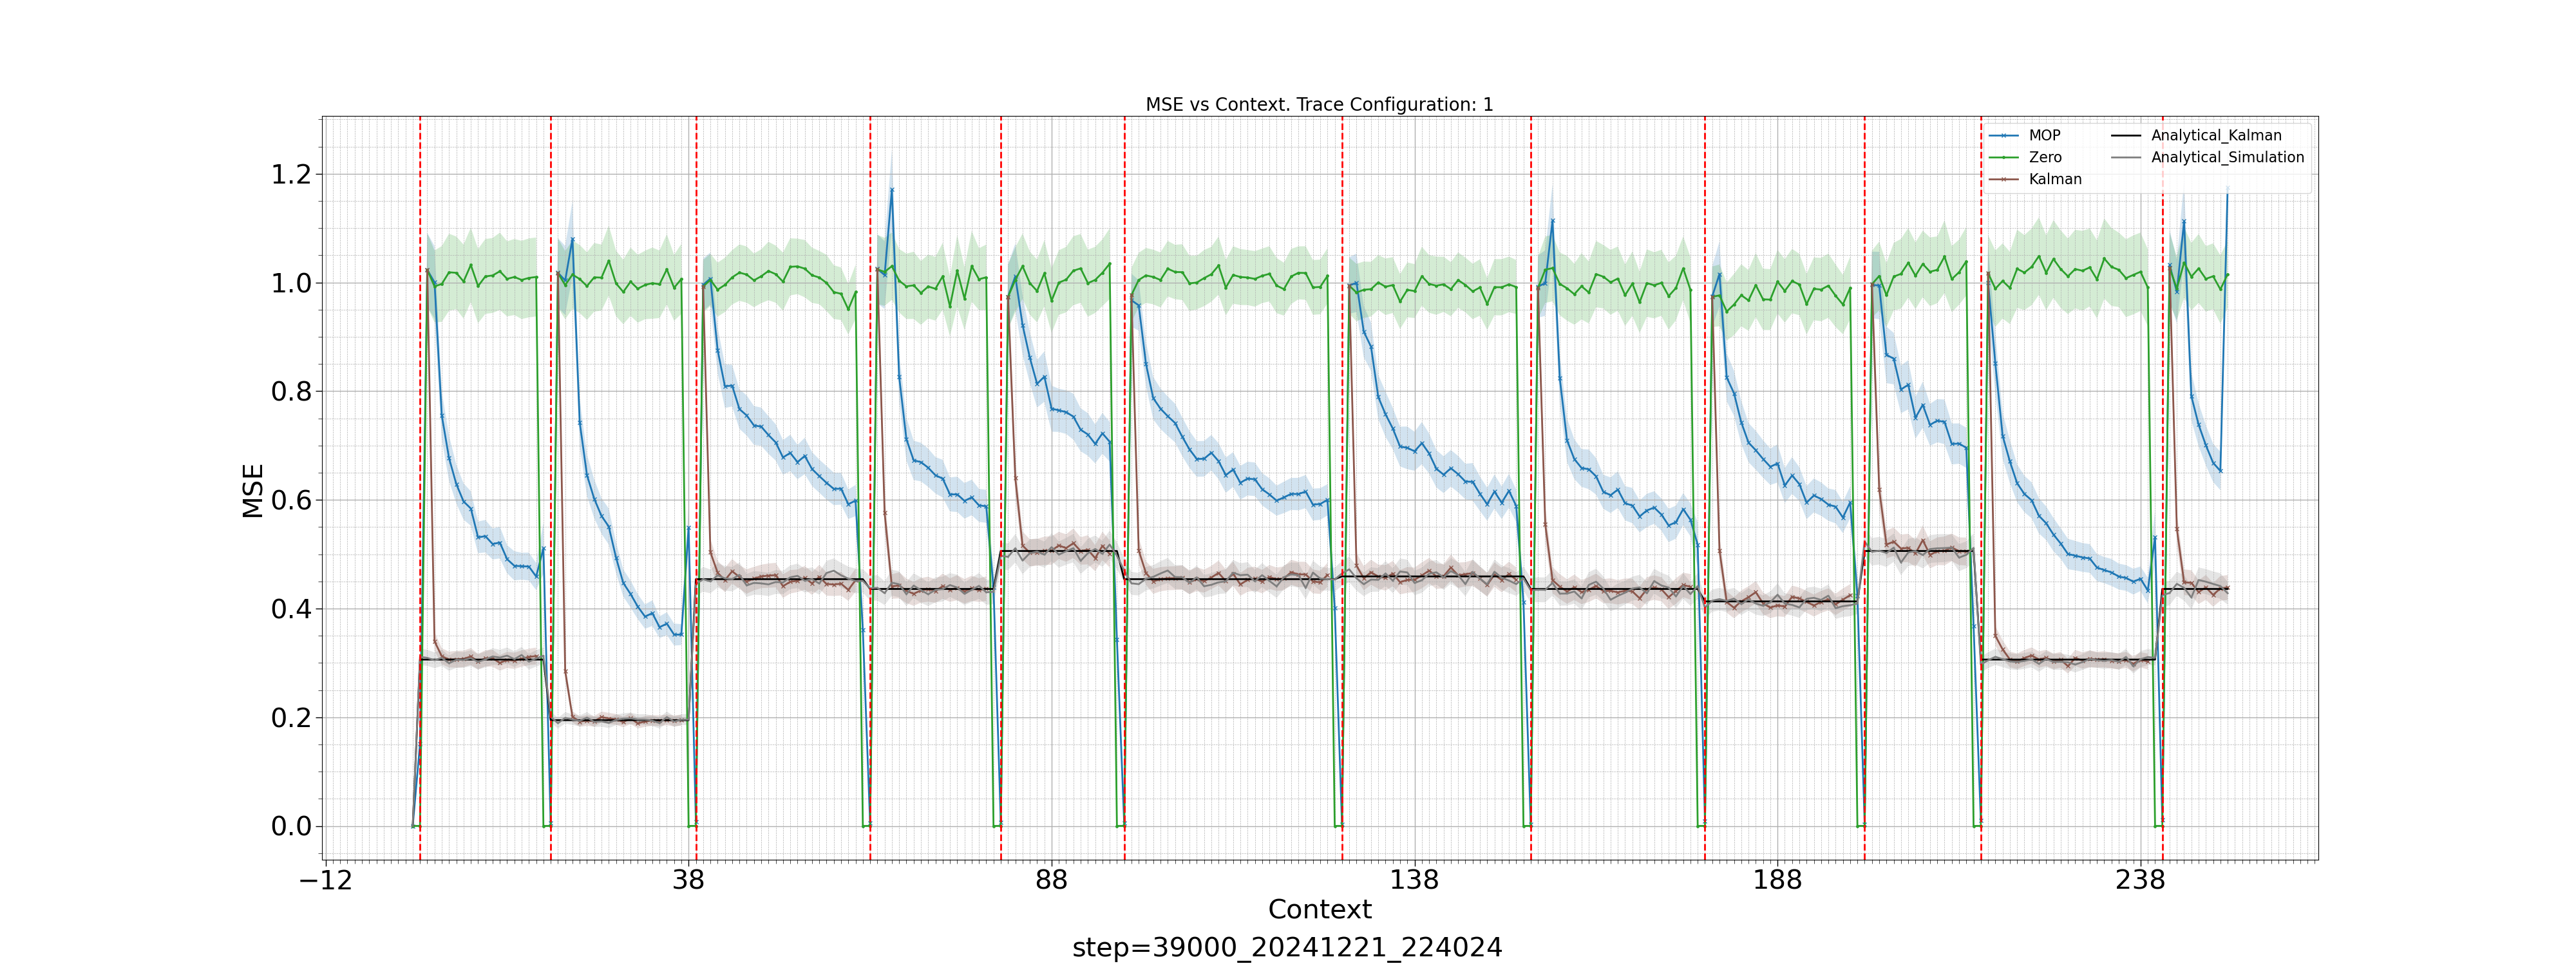 MSE vs Context. Trace Configuration: 1
MOP
Zero
Kalman
Analytical_Kalman
Analytical_Simulation
1.2
1.0
0.8
0.6
0.4
0.2
0.0
MSE
−12
38
88
138
188
238
Context
step=39000_20241221_224024